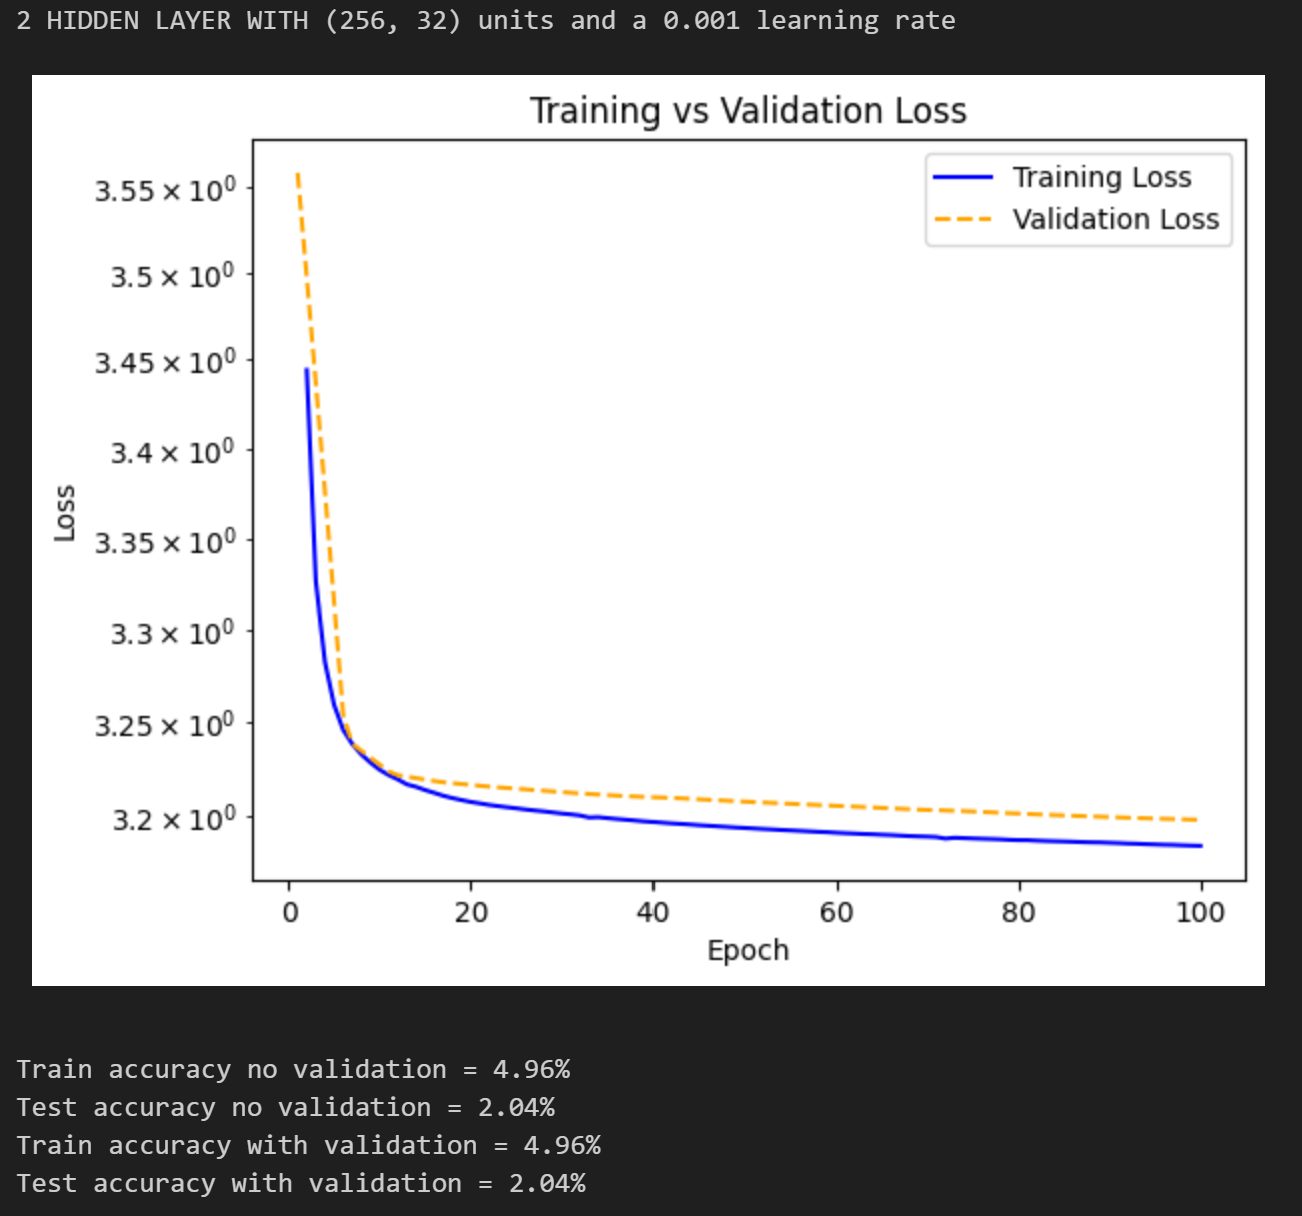 2 HIDDEN LAYER WITH (256, 32) units and a 0.001 learning rate
Training vs Validation Loss
Training Loss
Validation Loss
3.55 × 10⁰
3.5 × 10⁰
3.45 × 10⁰
3.4 × 10⁰
3.35 × 10⁰
3.3 × 10⁰
3.25 × 10⁰
3.2 × 10⁰
Loss
0 20 40 60 80 100
Epoch
Train accuracy no validation = 4.96%
Test accuracy no validation = 2.04%
Train accuracy with validation = 4.96%
Test accuracy with validation = 2.04%